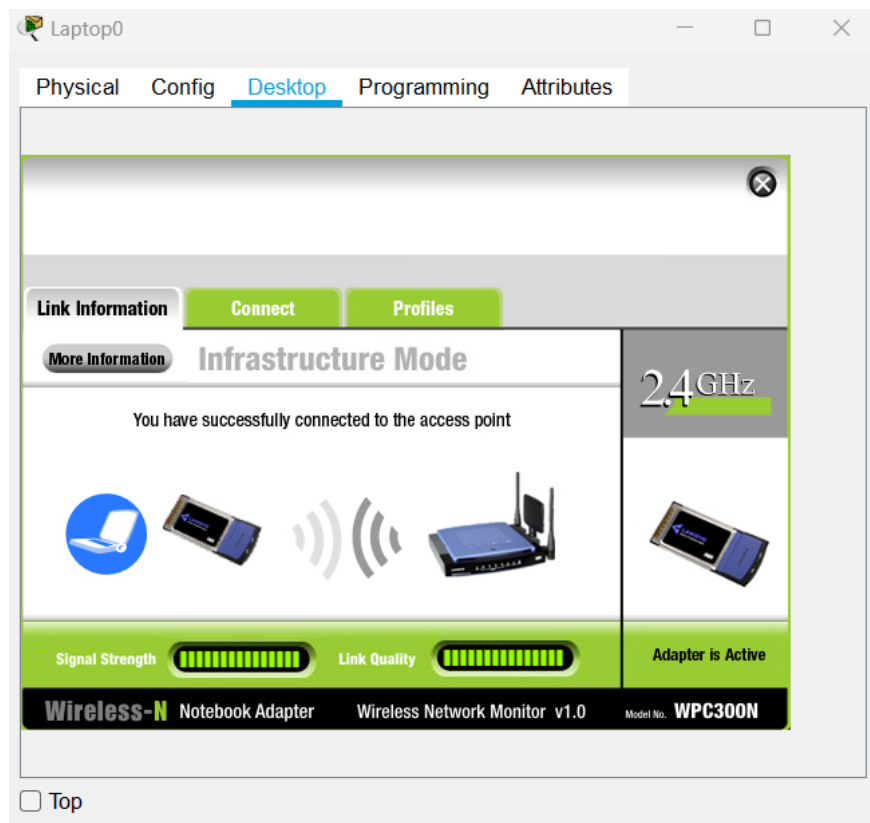 Laptop0
Physical Config Desktop Programming Attributes
Link Information Connect Profiles
More Information Infrastructure Mode
2.4 GHz
You have successfully connected to the access point
Signal Strength Link Quality Adapter is Active
Wireless-N Notebook Adapter Wireless Network Monitor v1.0 Model No. WPC300N
Top